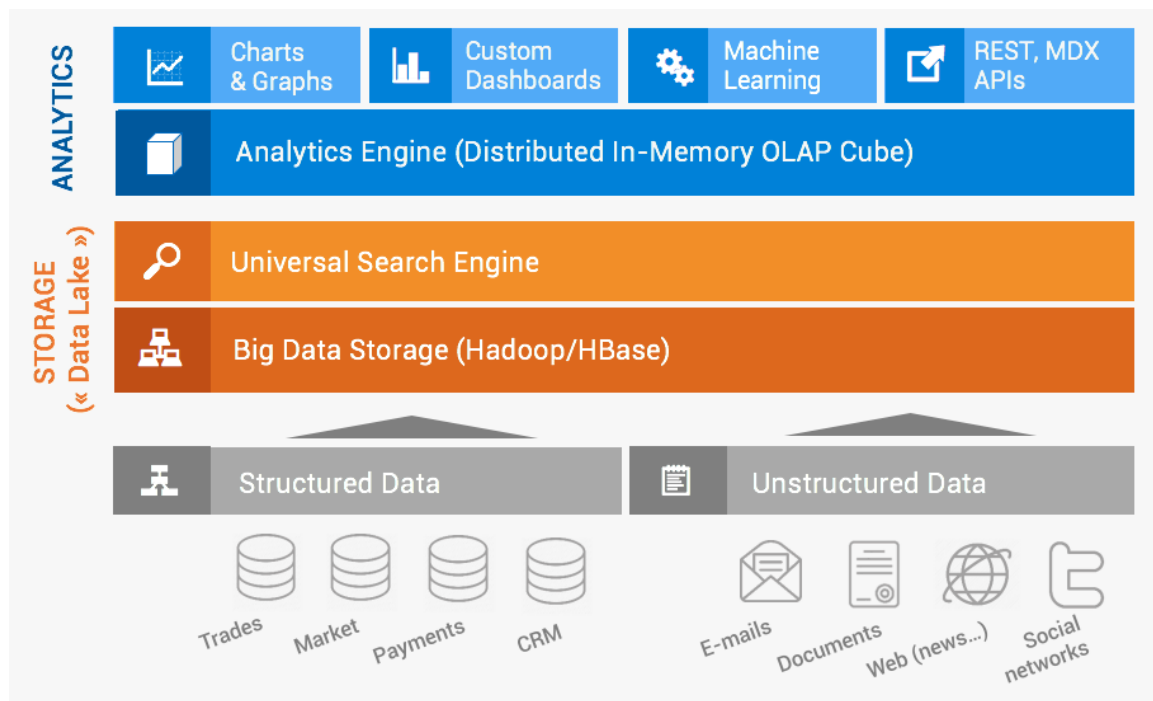 ANALYTICS
Charts
& Graphs
Custom
Dashboards
Machine
Learning
REST, MDX
APIs
Analytics Engine (Distributed In-Memory OLAP Cube)
STORAGE
(« Data Lake »)
Universal Search Engine
Big Data Storage (Hadoop/HBase)
Structured Data
Unstructured Data
Trades
Market
Payments
CRM
E-mails
Documents
Web (news...)
Social
networks